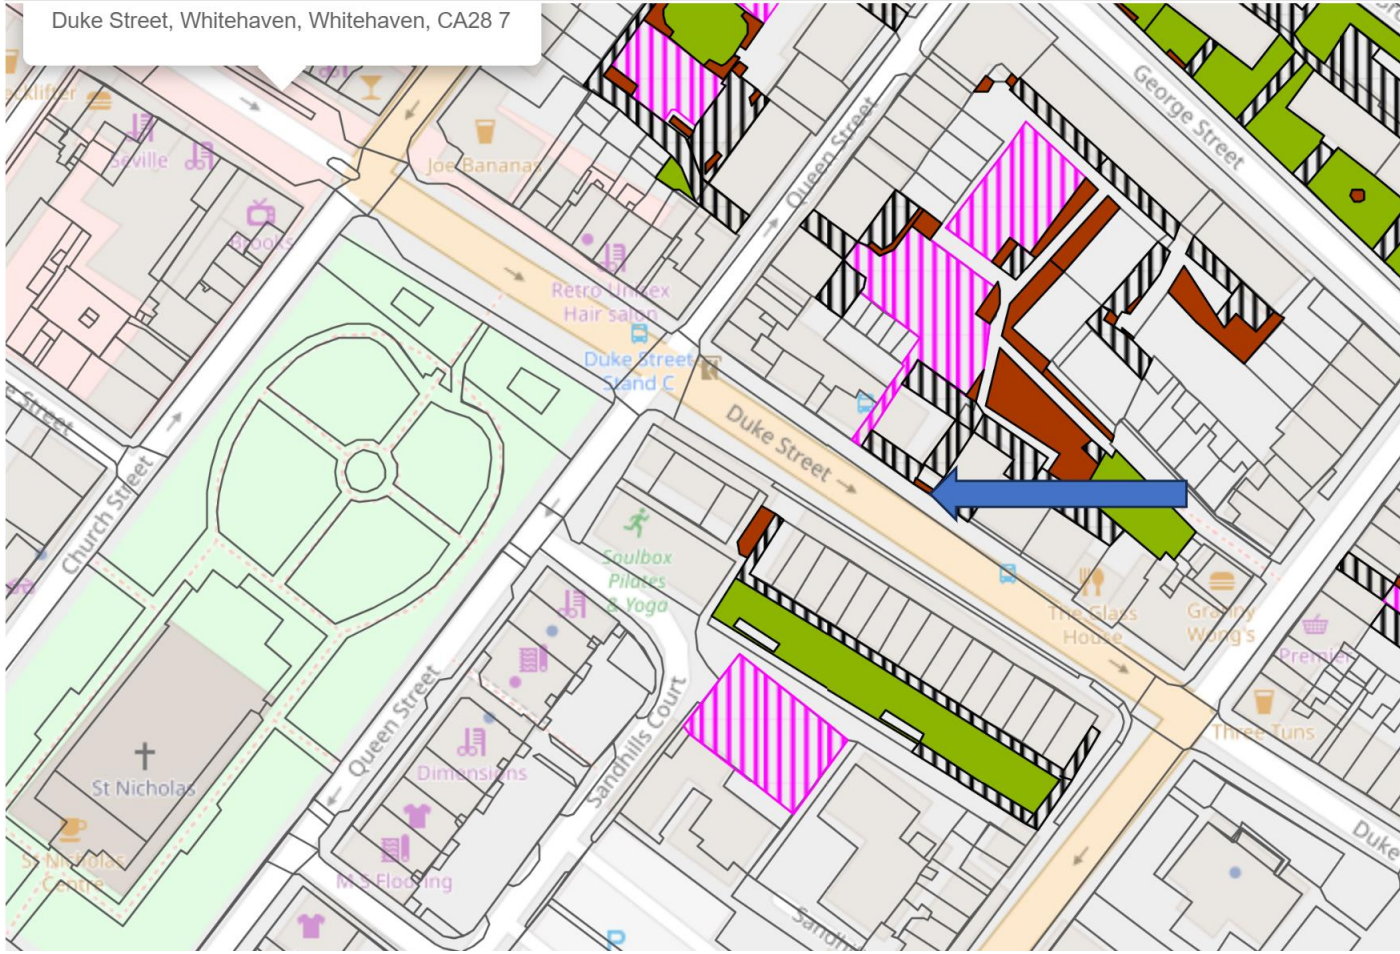 Duke Street, Whitehaven, Whitehaven, CA28 7
George Street
Seville
Joe Bananas
Queen Street
Brooks
Retro Unisex
Hair salon
Duke Street
Stand C
Duke Street
Church Street
Soulbox
Pilates
& Yoga
The Glass
House
Granny
Wong's
Premier
Queen Street
Sandhills Court
Three Tuns
Dimensions
St Nicholas
St Nicholas
Centre
M S Flooring
Duke
P